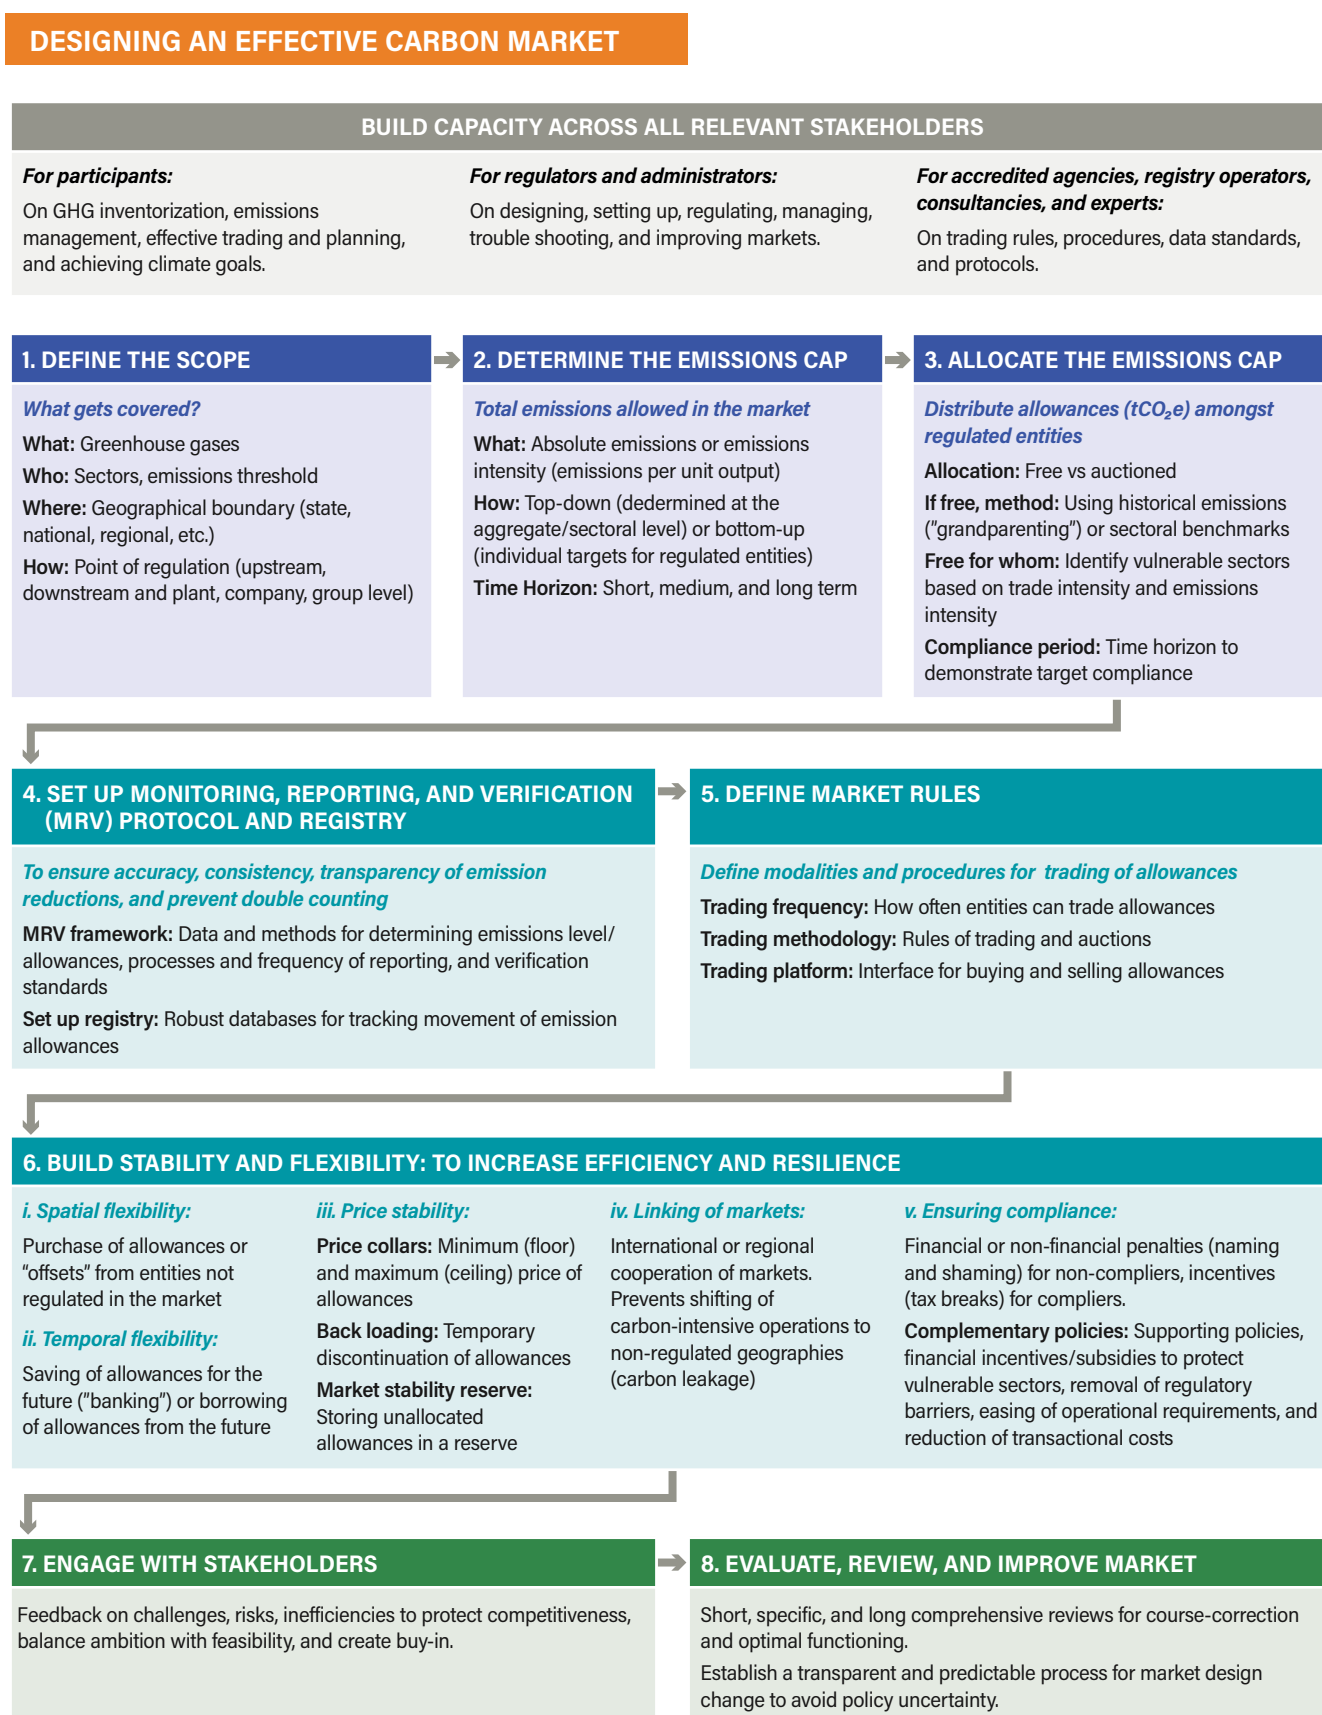 DESIGNING AN EFFECTIVE CARBON MARKET
BUILD CAPACITY ACROSS ALL RELEVANT STAKEHOLDERS
For participants:
On GHG inventorization, emissions
management, effective trading and planning,
and achieving climate goals.
For regulators and administrators:
On designing, setting up, regulating, managing,
trouble shooting, and improving markets.
For accredited agencies, registry operators,
consultancies, and experts:
On trading rules, procedures, data standards,
and protocols.
1. DEFINE THE SCOPE
What gets covered?
What: Greenhouse gases
Who: Sectors, emissions threshold
Where: Geographical boundary (state,
national, regional, etc.)
How: Point of regulation (upstream,
downstream and plant, company, group level)
2. DETERMINE THE EMISSIONS CAP
Total emissions allowed in the market
What: Absolute emissions or emissions
intensity (emissions per unit output)
How: Top-down (dedermined at the
aggregate/sectoral level) or bottom-up
(individual targets for regulated entities)
Time Horizon: Short, medium, and long term
3. ALLOCATE THE EMISSIONS CAP
Distribute allowances (tCO₂e) amongst
regulated entities
Allocation: Free vs auctioned
If free, method: Using historical emissions
("grandparenting") or sectoral benchmarks
Free for whom: Identify vulnerable sectors
based on trade intensity and emissions
intensity
Compliance period: Time horizon to
demonstrate target compliance
4. SET UP MONITORING, REPORTING, AND VERIFICATION
(MRV) PROTOCOL AND REGISTRY
To ensure accuracy, consistency, transparency of emission
reductions, and prevent double counting
MRV framework: Data and methods for determining emissions level/
allowances, processes and frequency of reporting, and verification
standards
Set up registry: Robust databases for tracking movement of emission
allowances
5. DEFINE MARKET RULES
Define modalities and procedures for trading of allowances
Trading frequency: How often entities can trade allowances
Trading methodology: Rules of trading and auctions
Trading platform: Interface for buying and selling allowances
6. BUILD STABILITY AND FLEXIBILITY: TO INCREASE EFFICIENCY AND RESILIENCE
i. Spatial flexibility:
Purchase of allowances or
"offsets" from entities not
regulated in the market
ii. Temporal flexibility:
Saving of allowances for the
future ("banking") or borrowing
of allowances from the future
iii. Price stability:
Price collars: Minimum (floor)
and maximum (ceiling) price of
allowances
Back loading: Temporary
discontinuation of allowances
Market stability reserve:
Storing unallocated
allowances in a reserve
iv. Linking of markets:
International or regional
cooperation of markets.
Prevents shifting of
carbon-intensive operations to
non-regulated geographies
(carbon leakage)
v. Ensuring compliance:
Financial or non-financial penalties (naming
and shaming) for non-compliers, incentives
(tax breaks) for compliers.
Complementary policies: Supporting policies,
financial incentives/subsidies to protect
vulnerable sectors, removal of regulatory
barriers, easing of operational requirements, and
reduction of transactional costs
7. ENGAGE WITH STAKEHOLDERS
Feedback on challenges, risks, inefficiencies to protect competitiveness,
balance ambition with feasibility, and create buy-in.
8. EVALUATE, REVIEW, AND IMPROVE MARKET
Short, specific, and long comprehensive reviews for course-correction
and optimal functioning.
Establish a transparent and predictable process for market design
change to avoid policy uncertainty.